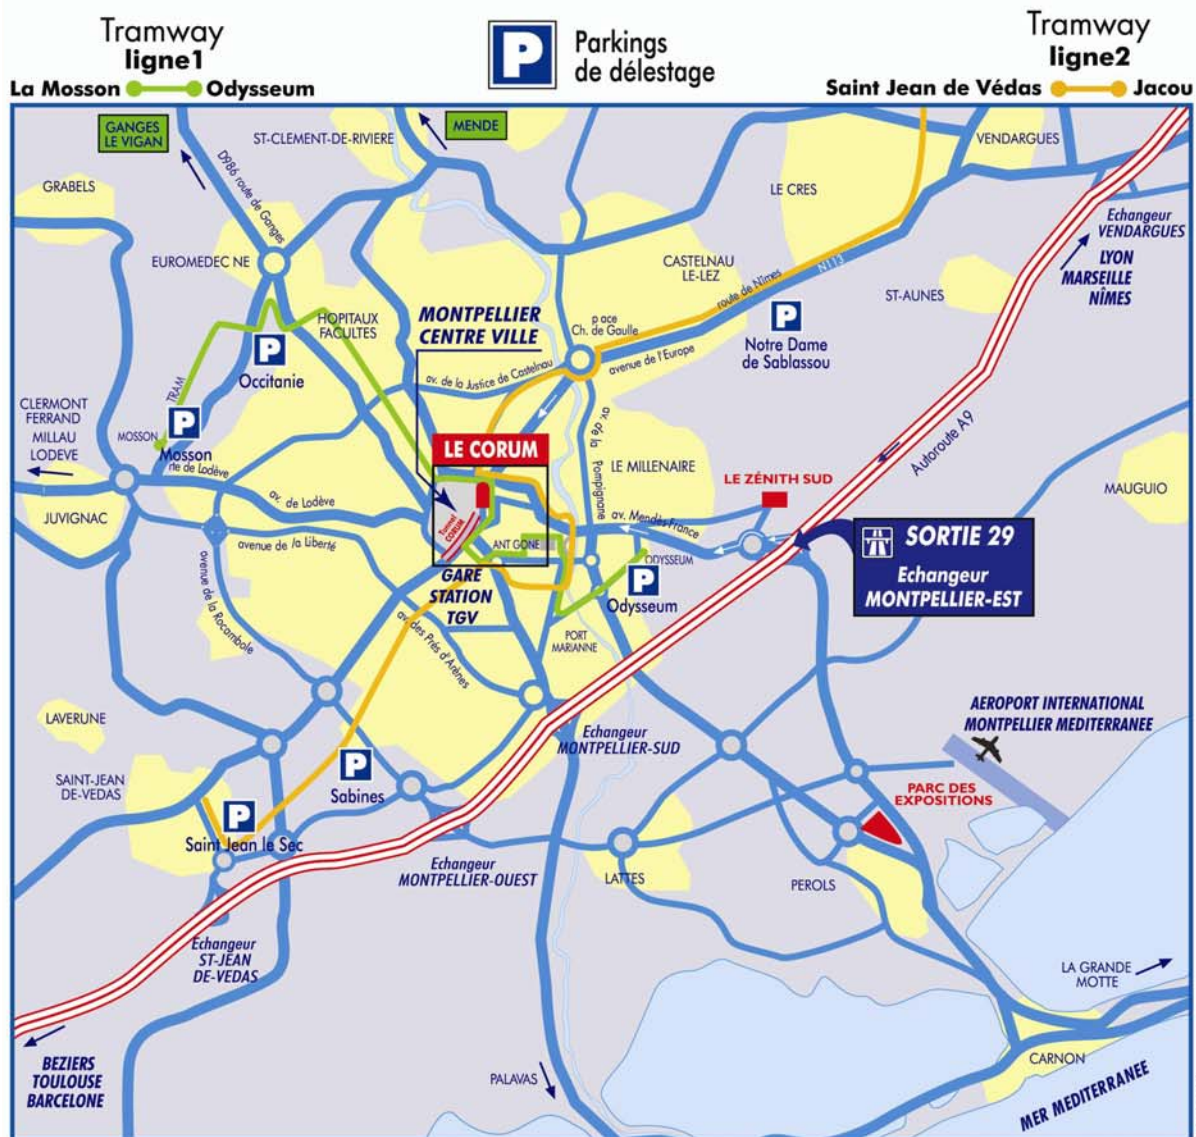 Tramway
ligne1
La Mosson
Odysseum
P
Parkings
de délestage
Tramway
ligne2
Saint Jean de Védas
Jacou
GANGES
LE VIGAN
ST-CLEMENT-DE-RIVIERE
MENDE
VENDARGUES
GRABELS
D986 route de Ganges
LE CRES
Echangeur
VENDARGUES
LYON
MARSEILLE
NÎMES
EUROMEDEC NE
CASTELNAU
LE-LEZ
N113
route de Nîmes
ST-AUNES
HOPITAUX
FACULTES
MONTPELLIER
CENTRE VILLE
p ace
Ch. de Gaulle
P
Notre Dame
de Sablassou
P
Occitanie
av. de la Justice de Castelnau
avenue de l'Europe
TRAM
CLERMONT
FERRAND
MILLAU
LODEVE
P
MOSSON
Mosson
rte de Lodève
LE CORUM
av. de la Pompignane
LE MILLENAIRE
Autoroute A9
LE ZÉNITH SUD
MAUGUIO
JUVIGNAC
av. de Lodève
Tunnel
CORUM
av. Mendès-France
avenue de la Liberté
ANT GONE
SORTIE 29
Echangeur
MONTPELLIER-EST
ODYSSEUM
P
Odysseum
GARE
STATION
TGV
avenue de la Rocambole
av. des Prés d'Arènes
PORT
MARIANNE
LAVERUNE
Echangeur
MONTPELLIER-SUD
AEROPORT INTERNATIONAL
MONTPELLIER MEDITERRANEE
SAINT-JEAN
DE-VEDAS
P
Sabines
PARC DES
EXPOSITIONS
P
Saint Jean le Sec
Echangeur
MONTPELLIER-OUEST
LATTES
PEROLS
Echangeur
ST-JEAN
DE-VEDAS
LA GRANDE
MOTTE
BEZIERS
TOULOUSE
BARCELONE
PALAVAS
CARNON
MER MEDITERRANEE